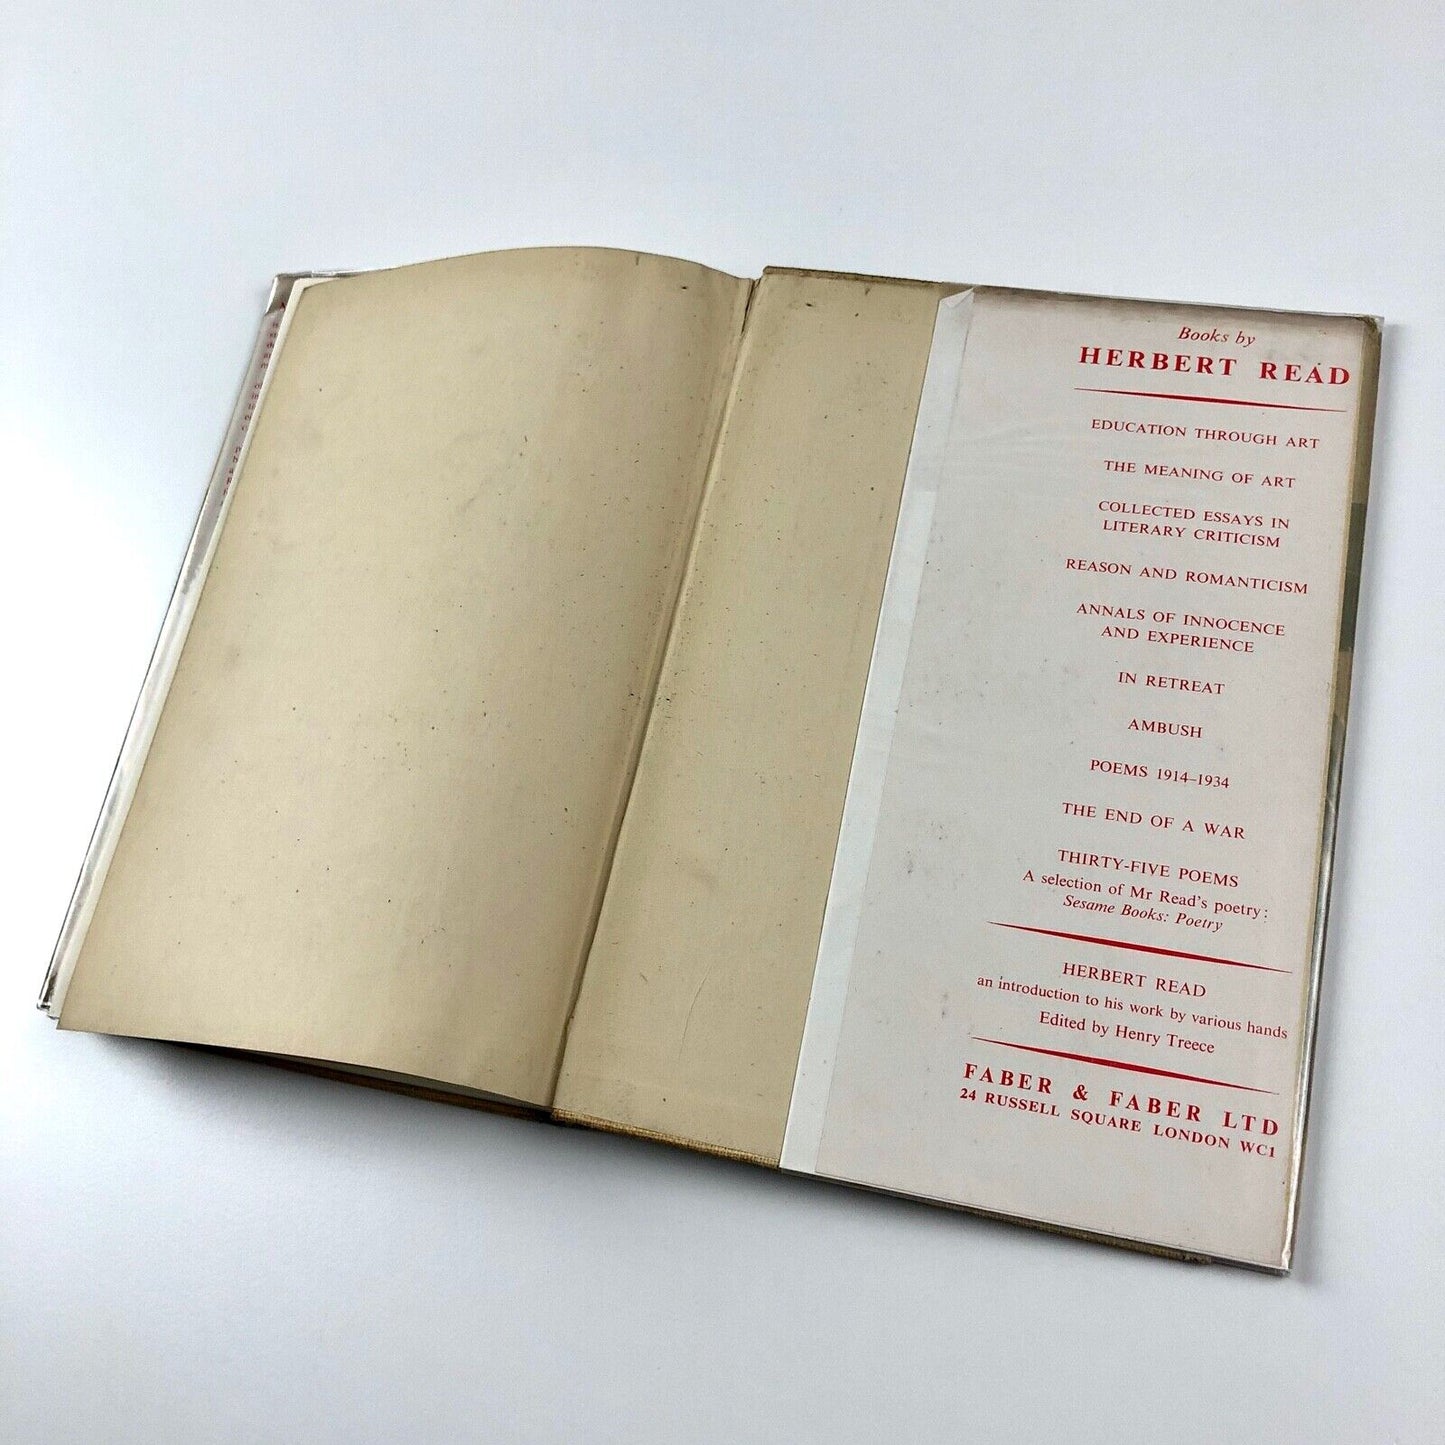 Books by
HERBERT READ
EDUCATION THROUGH ART
THE MEANING OF ART
COLLECTED ESSAYS IN
LITERARY CRITICISM
REASON AND ROMANTICISM
ANNALS OF INNOCENCE
AND EXPERIENCE
IN RETREAT
AMBUSH
POEMS 1914–1934
THE END OF A WAR
THIRTY-FIVE POEMS
A selection of Mr Read's poetry:
Sesame Books: Poetry
HERBERT READ
an introduction to his work by various hands
Edited by Henry Treece
FABER & FABER LTD
24 RUSSELL SQUARE LONDON WC1